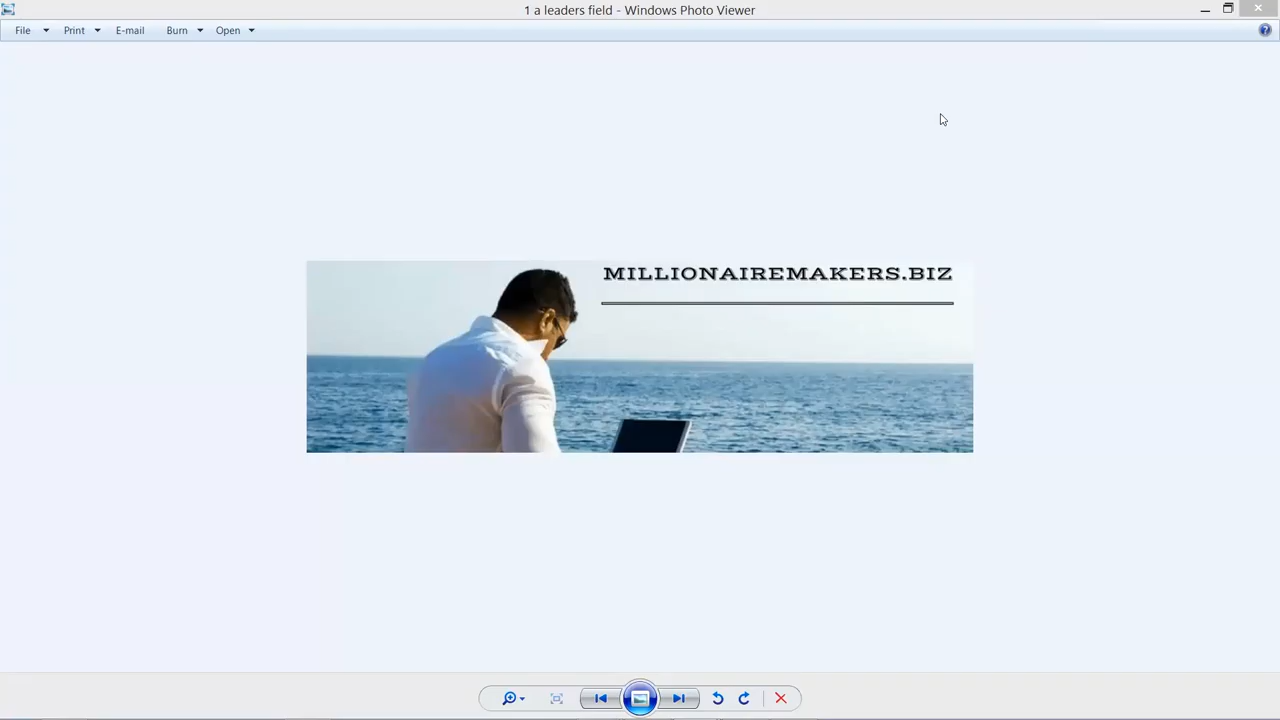 1 a leaders field - Windows Photo Viewer
File Print E-mail Burn Open
MILLIONAIREMAKERS.BIZ